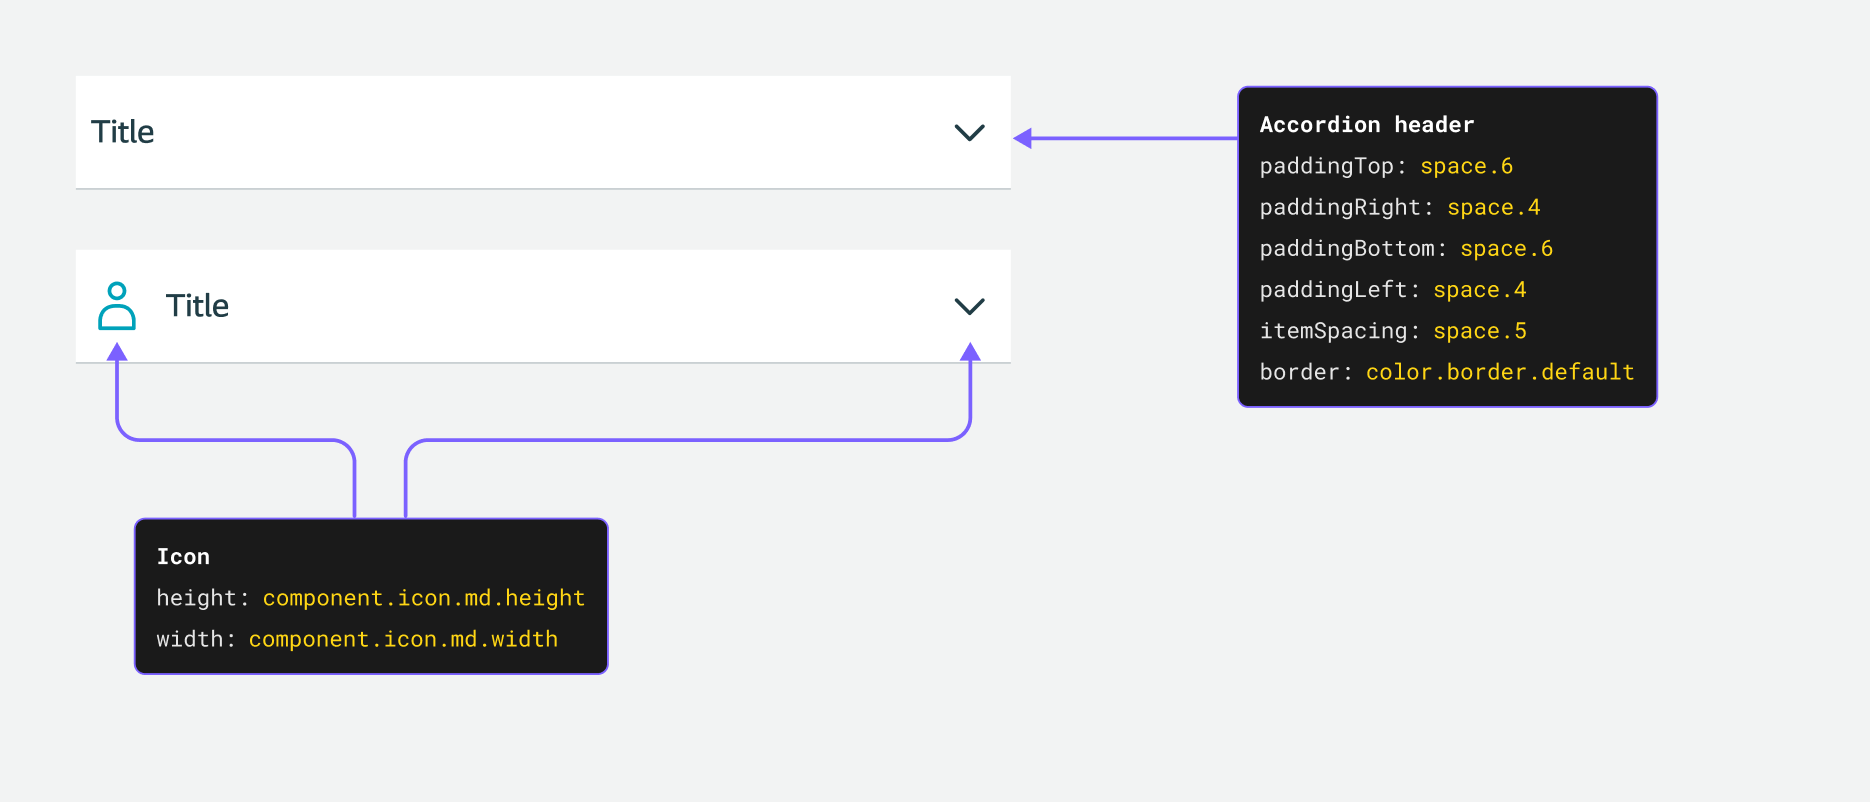 Title
Title
Accordion header
paddingTop: space.6
paddingRight: space.4
paddingBottom: space.6
paddingLeft: space.4
itemSpacing: space.5
border: color.border.default
Icon
height: component.icon.md.height
width: component.icon.md.width